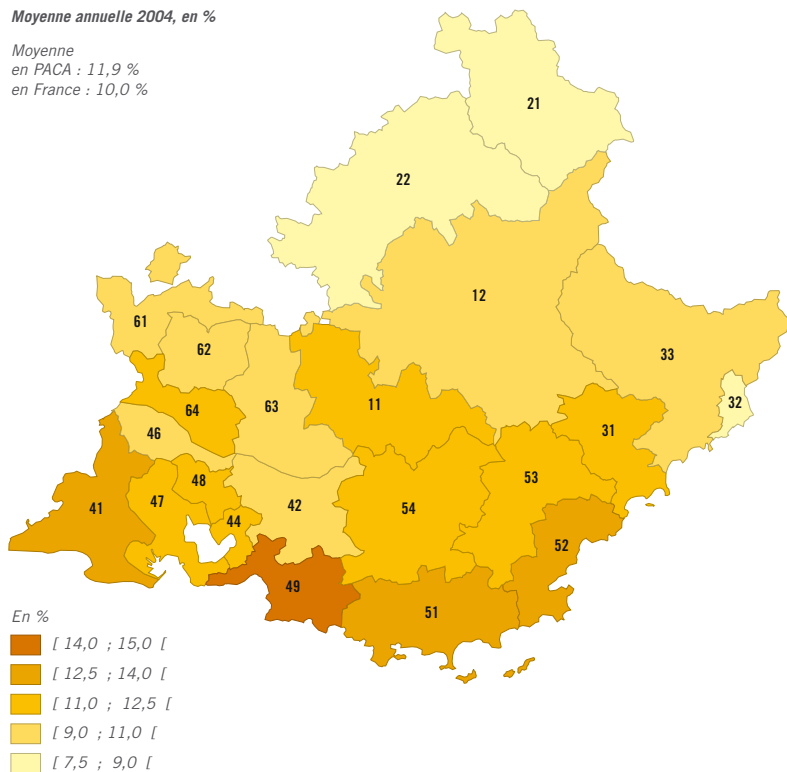 Moyenne annuelle 2004, en %
Moyenne
en PACA : 11,9 %
en France : 10,0 %
21
22
12
61
62
33
63
32
64
11
31
46
53
48
41
47
42
54
44
52
49
51
En %
[ 14,0 ; 15,0 [
[ 12,5 ; 14,0 [
[ 11,0 ; 12,5 [
[ 9,0 ; 11,0 [
[ 7,5 ; 9,0 [